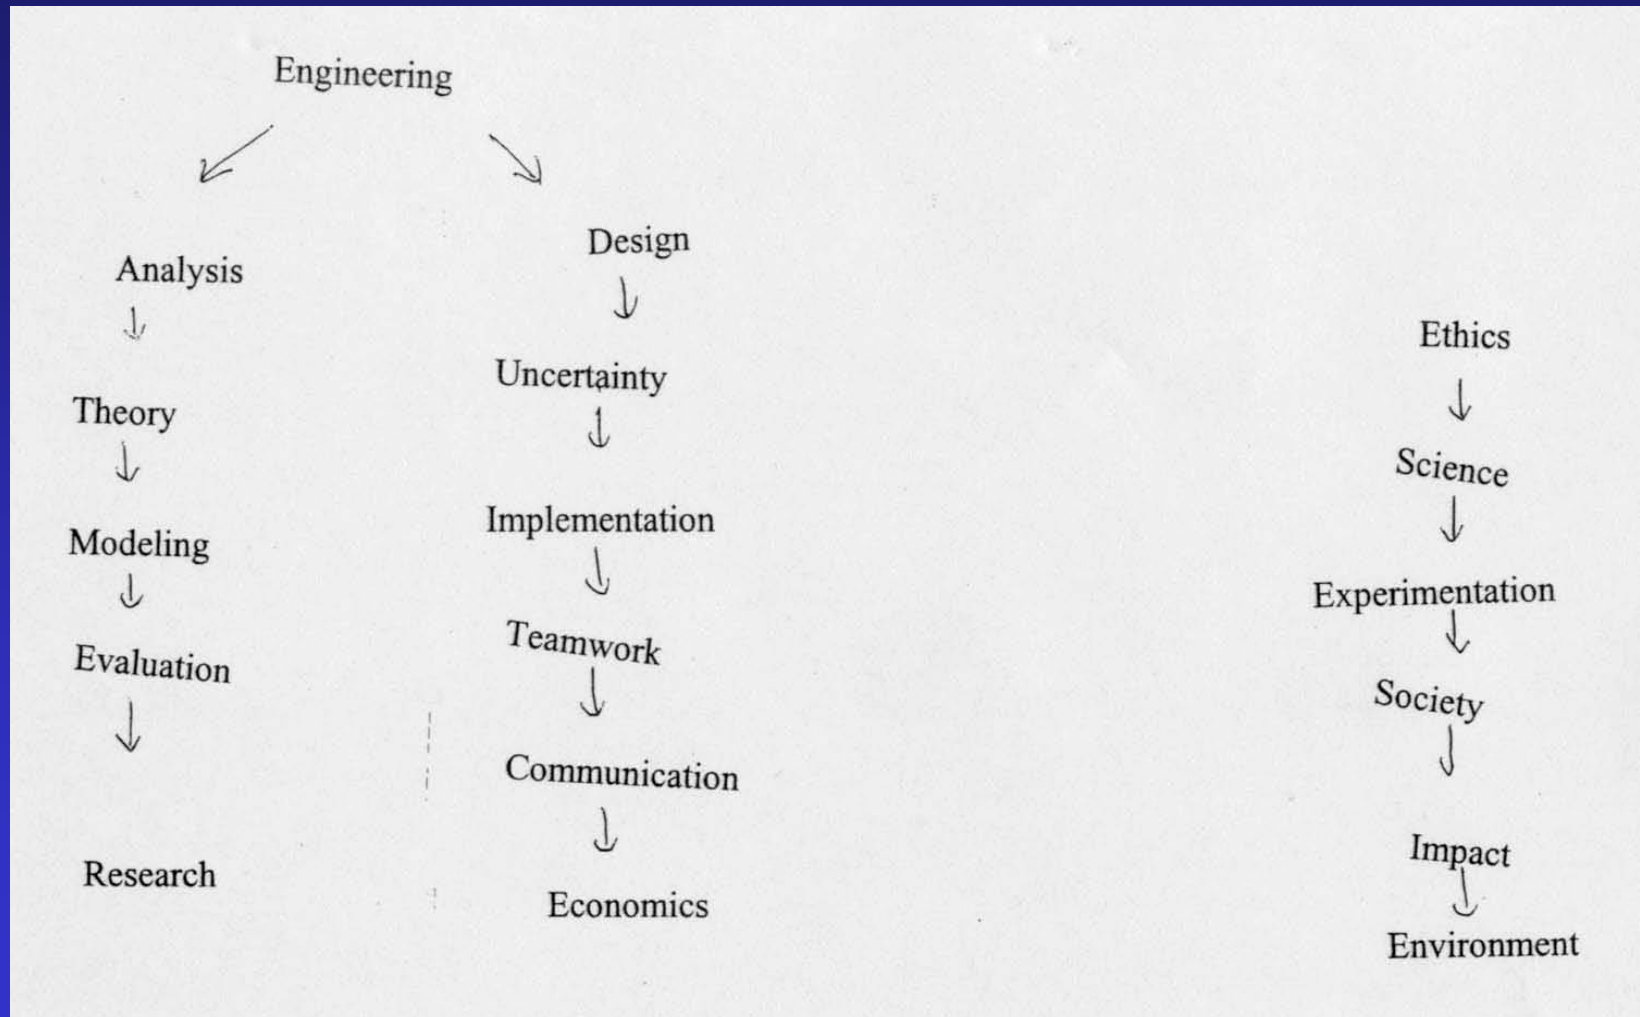 Engineering
Analysis
Theory
Modeling
Evaluation
Research
Design
Uncertainty
Implementation
Teamwork
Communication
Economics
Ethics
Science
Experimentation
Society
Impact
Environment